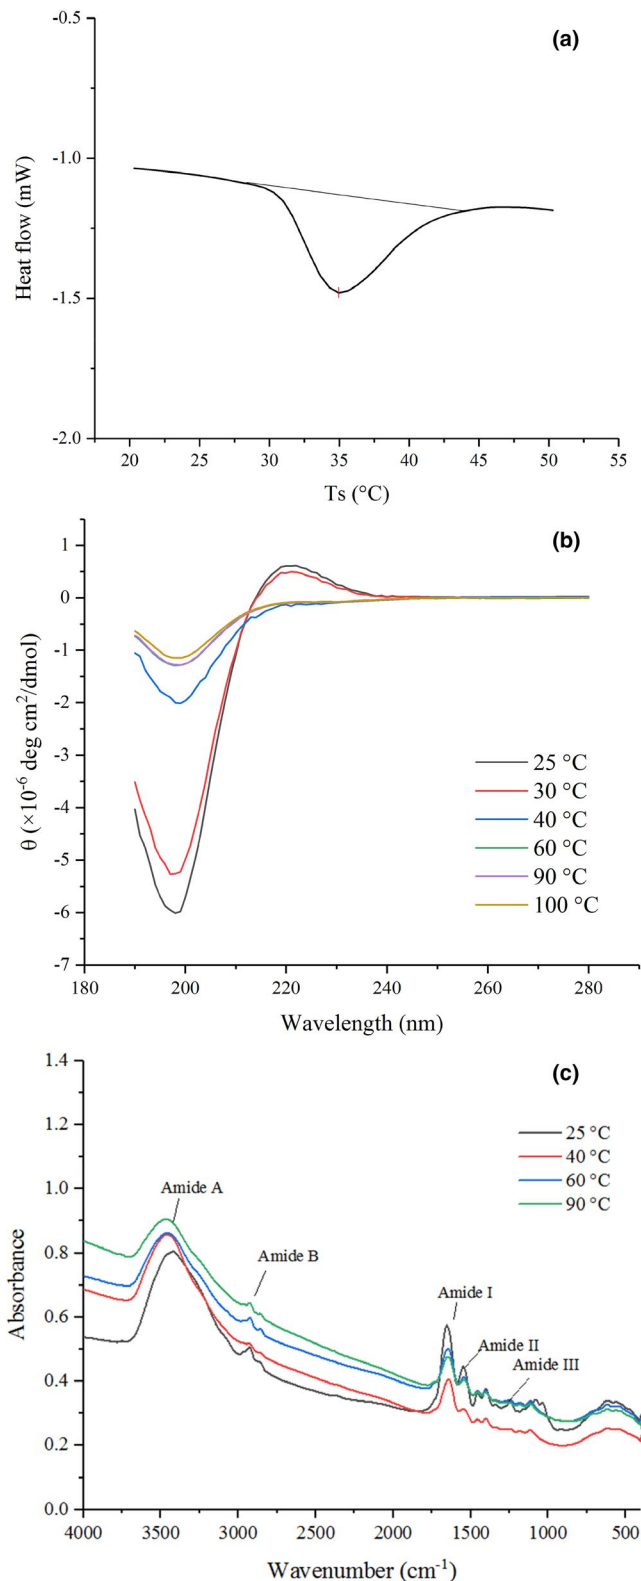 (a)
-0.5
-1.0
-1.5
-2.0
Heat flow (mW)
20 25 30 35 40 45 50 55
Ts (°C)
(b)
1
0
-1
-2
-3
-4
-5
-6
-7
θ (×10⁻⁶ deg cm²/dmol)
25 °C
30 °C
40 °C
60 °C
90 °C
100 °C
180 200 220 240 260 280
Wavelength (nm)
(c)
1.4
1.2
1.0
0.8
0.6
0.4
0.2
0.0
Absorbance
25 °C
40 °C
60 °C
90 °C
Amide A
Amide B
Amide I
Amide II
Amide III
4000 3500 3000 2500 2000 1500 1000 500
Wavenumber (cm⁻¹)